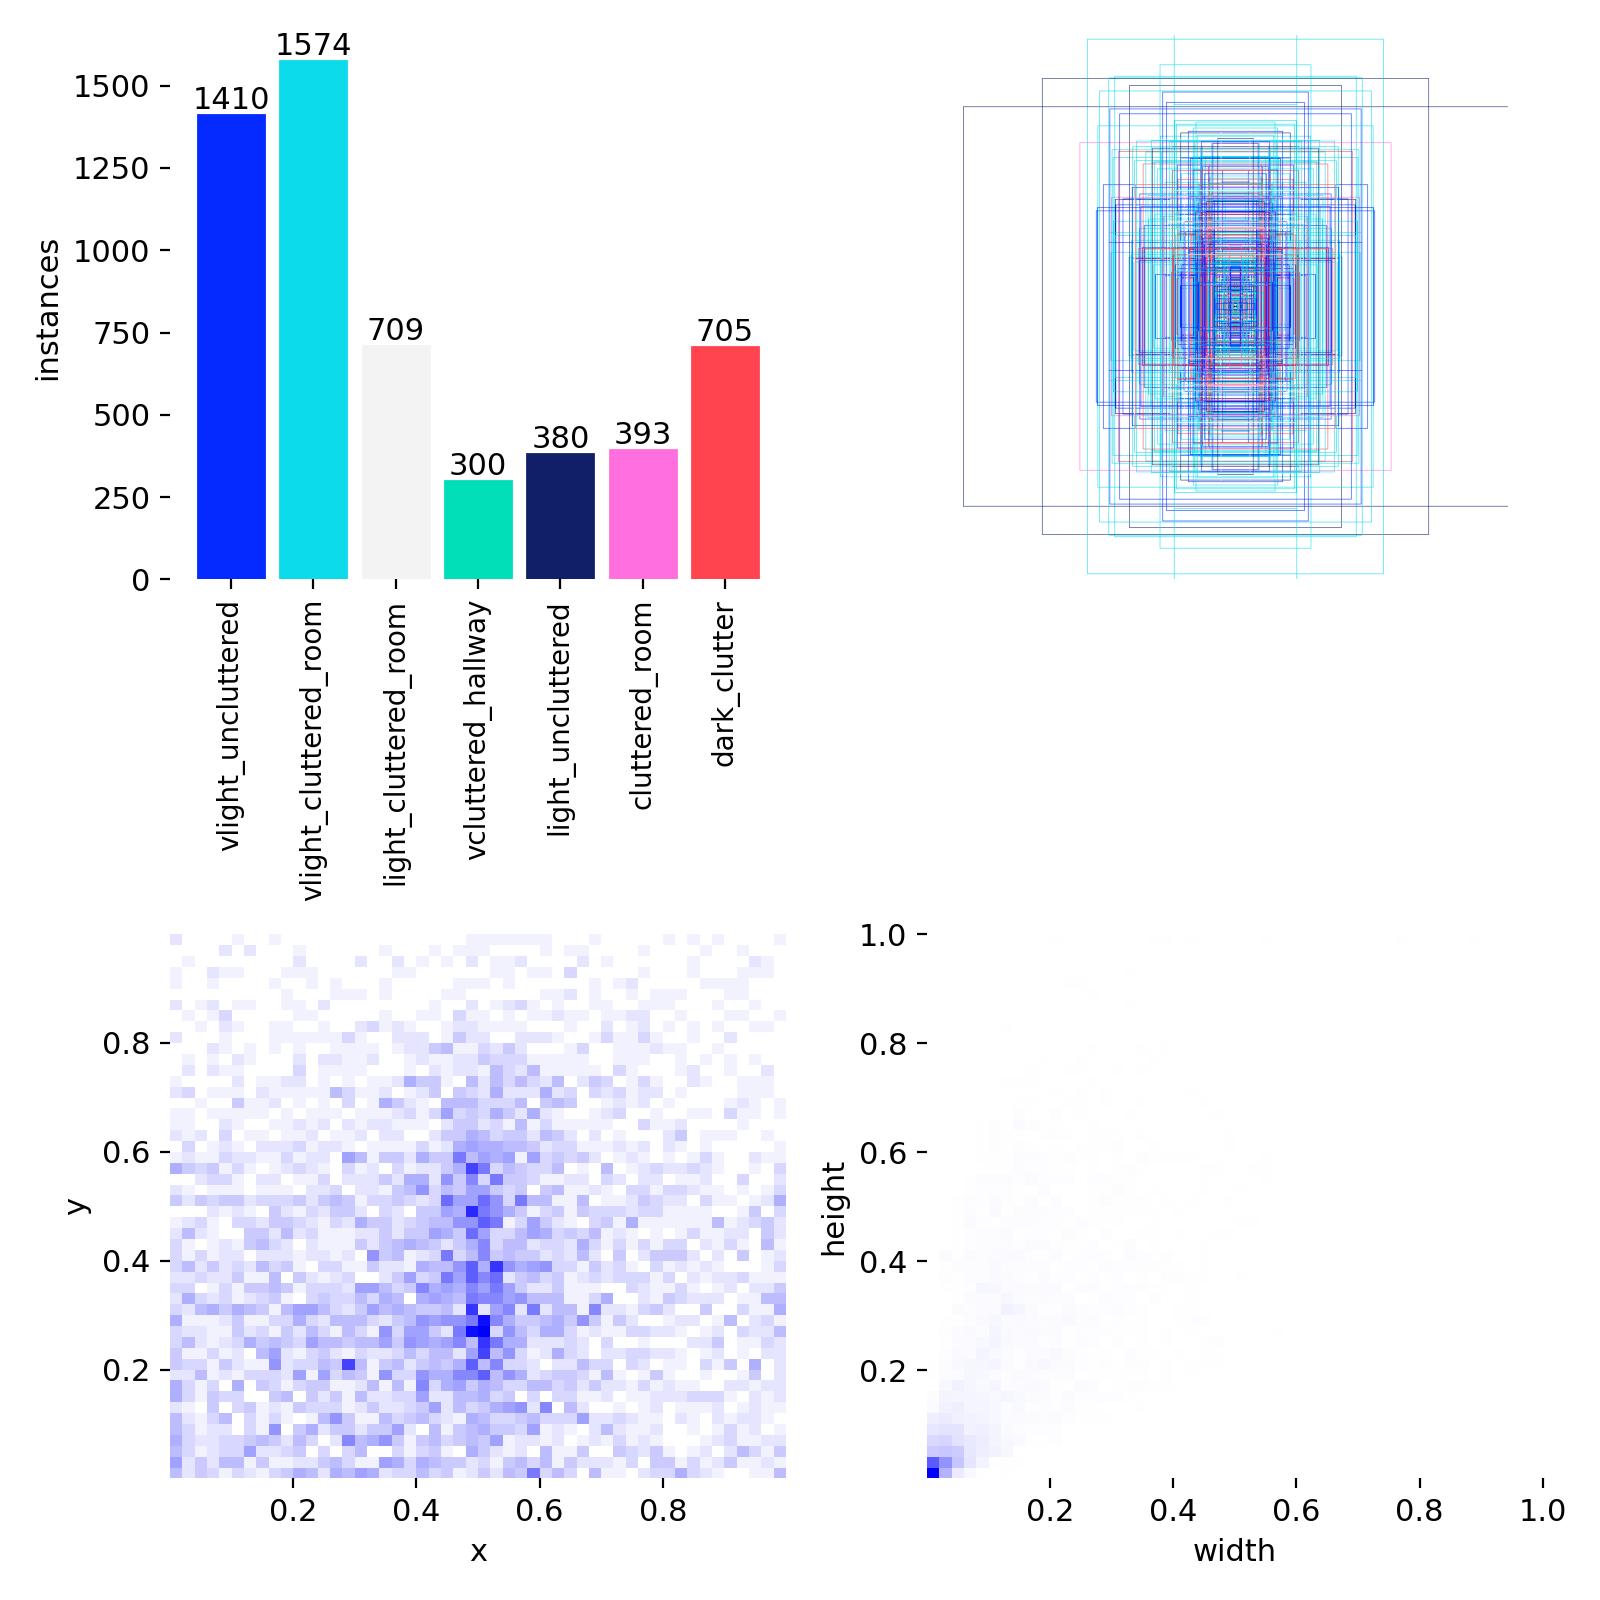 instances
1500
1250
1000
750
500
250
0
1410
1574
709
300
380
393
705
vlight_uncluttered
vlight_cluttered_room
light_cluttered_room
vcluttered_hallway
light_uncluttered
cluttered_room
dark_clutter
y
0.8
0.6
0.4
0.2
0.2 0.4 0.6 0.8
x
height
1.0
0.8
0.6
0.4
0.2
0.2 0.4 0.6 0.8 1.0
width